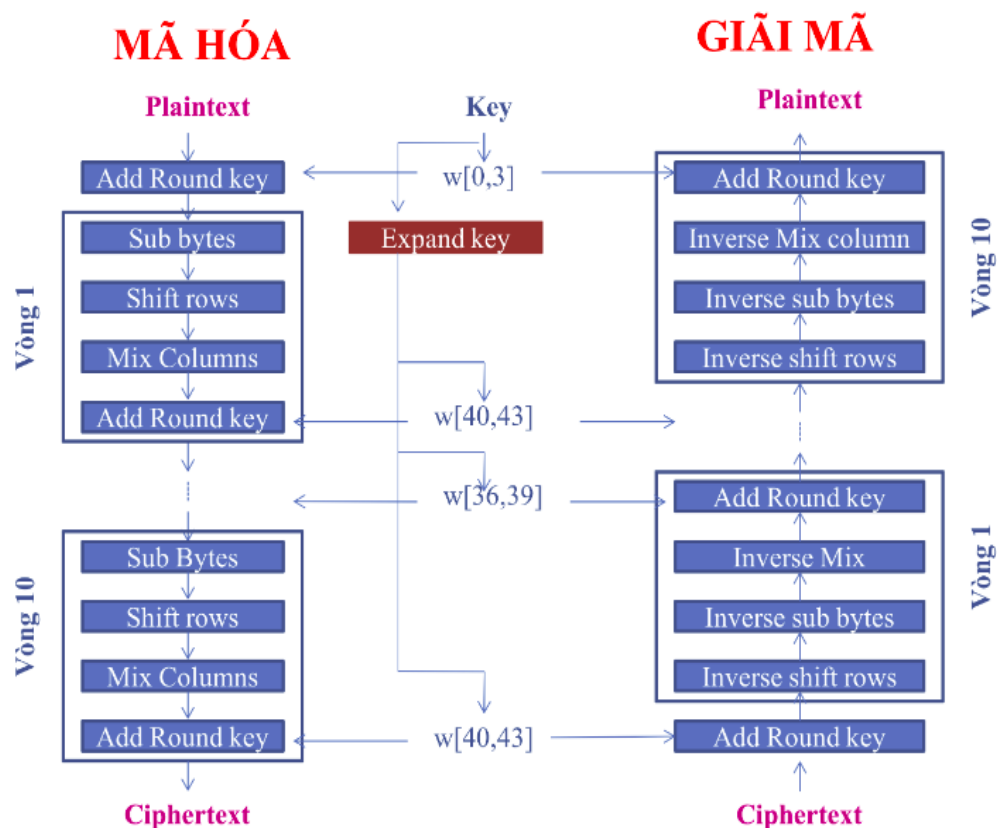 MÃ HÓA
GIÃI MÃ
Plaintext
Key
Plaintext
Add Round key
w[0,3]
Add Round key
Vòng 1
Sub bytes
Shift rows
Mix Columns
Add Round key
Expand key
w[40,43]
w[36,39]
Inverse Mix column
Inverse sub bytes
Inverse shift rows
Vòng 10
Vòng 10
Sub Bytes
Shift rows
Mix Columns
Add Round key
w[40,43]
Add Round key
Inverse Mix
Inverse sub bytes
Inverse shift rows
Vòng 1
Add Round key
Ciphertext
Ciphertext